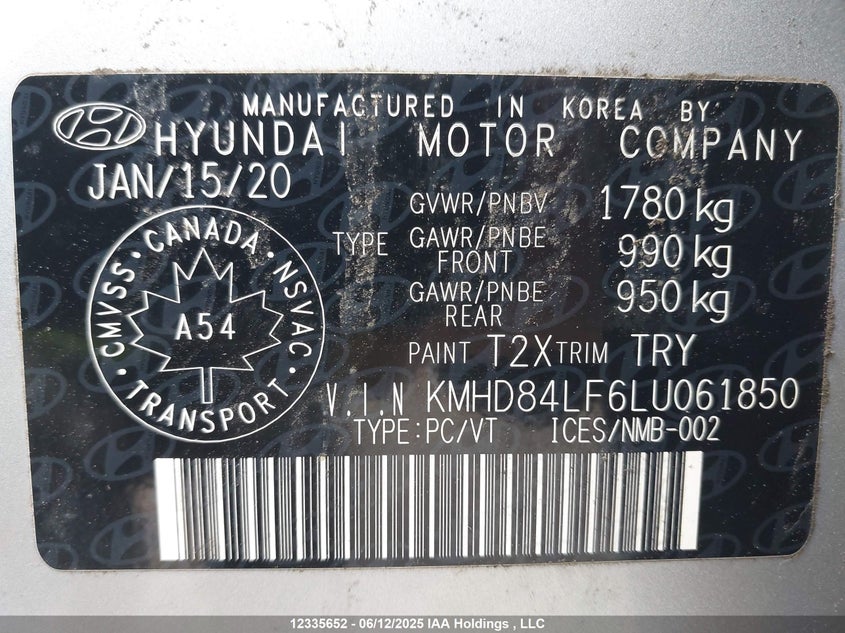 MANUFACTURED IN KOREA BY
HYUNDAI MOTOR COMPANY
JAN/15/20
GVWR/PNBV 1780 kg
TYPE GAWR/PNBE FRONT 990 kg
GAWR/PNBE REAR 950 kg
CMVSS · CANADA · NSVAC · TRANSPORT ·
A54
PAINT T2X TRIM TRY
V.I.N KMHD84LF6LU061850
TYPE:PC/VT ICES/NMB-002
12335652 - 06/12/2025 IAA Holdings , LLC